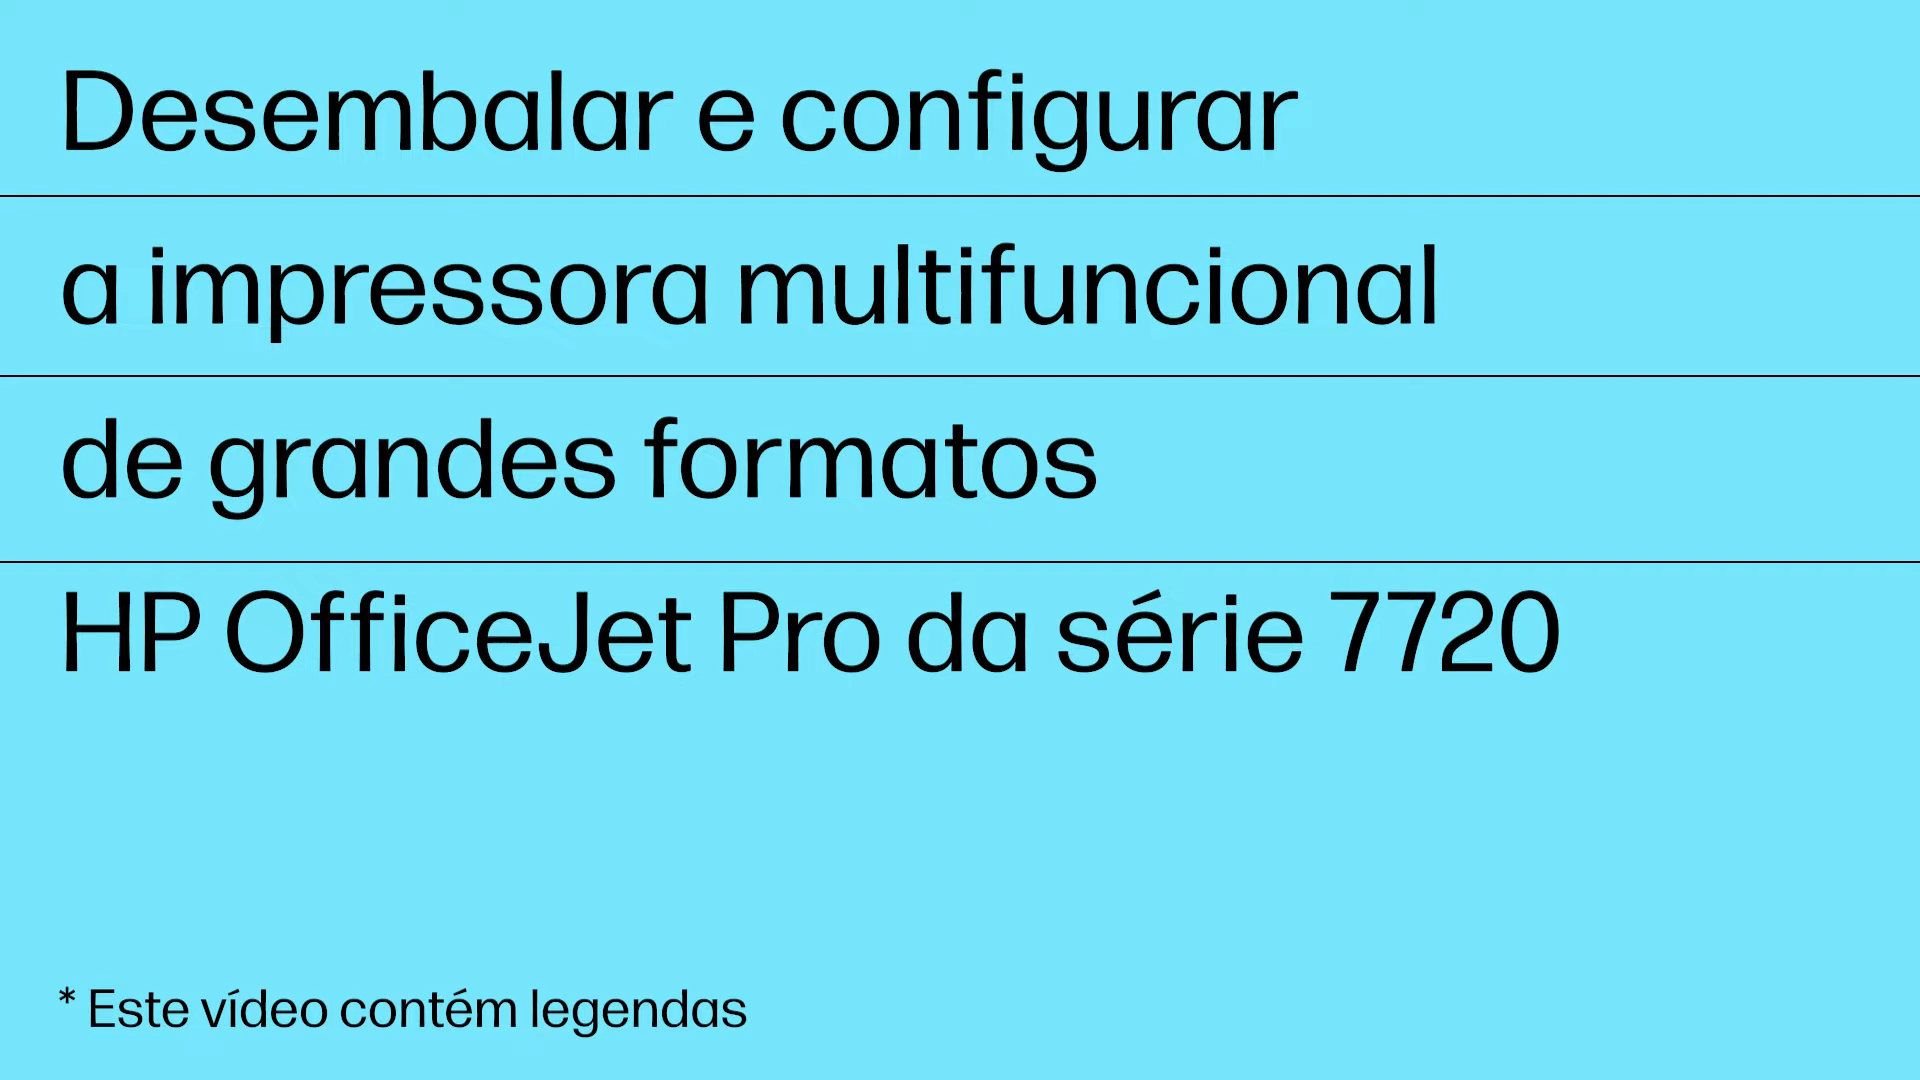 Desembalar e configurar
a impressora multifuncional
de grandes formatos
HP OfficeJet Pro da série 7720
* Este vídeo contém legendas